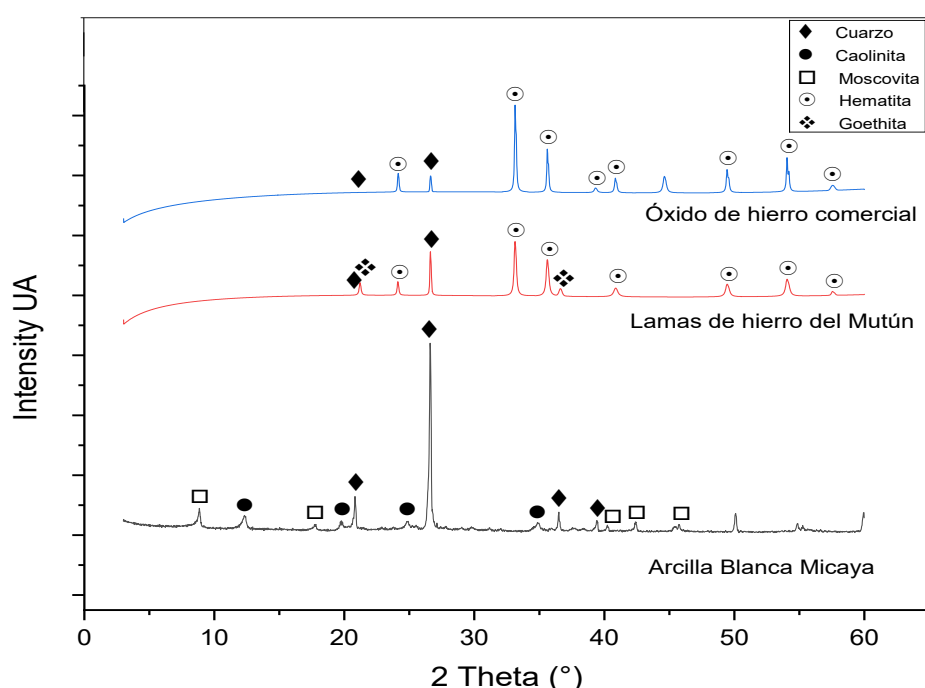 Cuarzo
Caolinita
Moscovita
Hematita
Goethita
Óxido de hierro comercial
Lamas de hierro del Mutún
Arcilla Blanca Micaya
Intensity UA
0 10 20 30 40 50 60
2 Theta (°)